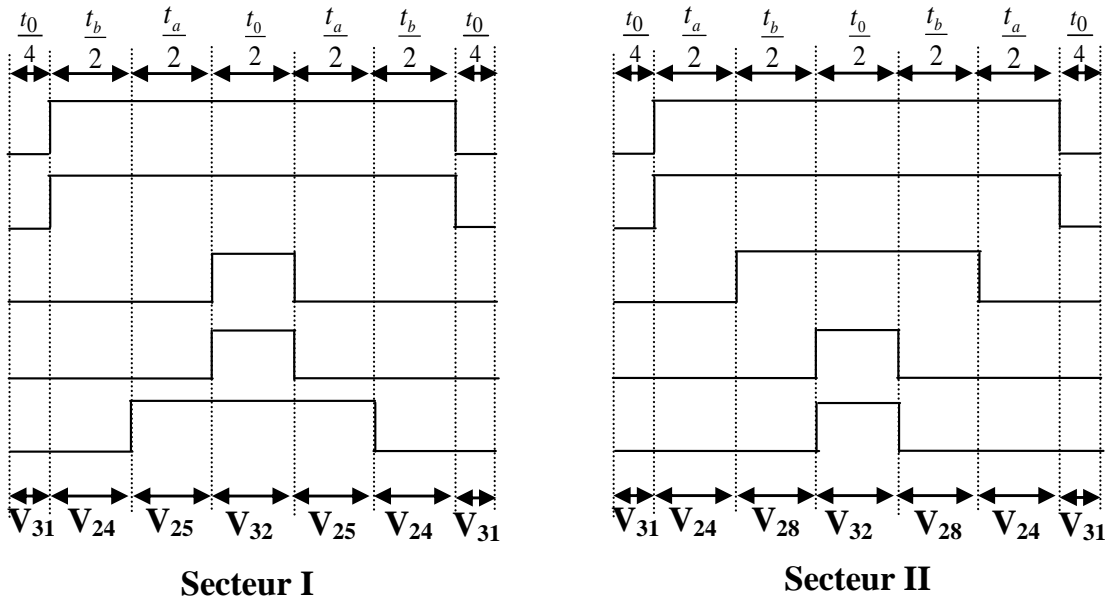 t0/4 tb/2 ta/2 t0/2 ta/2 tb/2 t0/4
V31 V24 V25 V32 V25 V24 V31
Secteur I
t0/4 ta/2 tb/2 t0/2 tb/2 ta/2 t0/4
V31 V24 V28 V32 V28 V24 V31
Secteur II